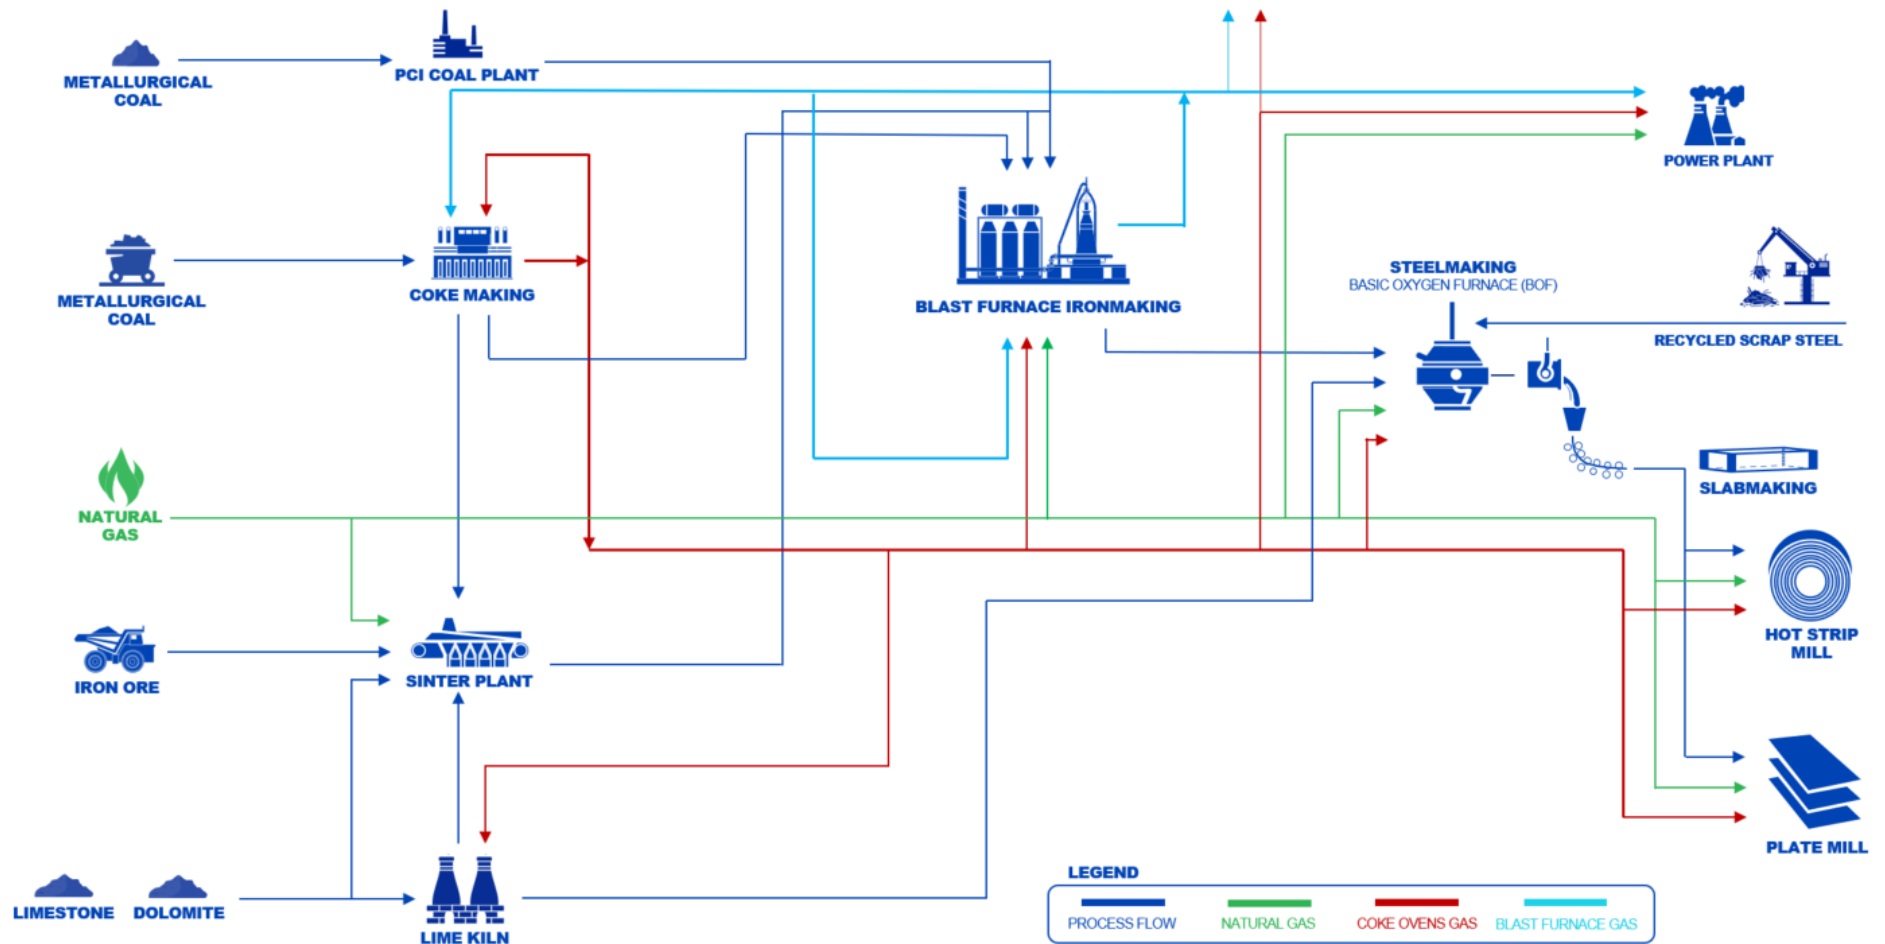 METALLURGICAL
COAL
PCI COAL PLANT
POWER PLANT
METALLURGICAL
COAL
COKE MAKING
BLAST FURNACE IRONMAKING
STEELMAKING
BASIC OXYGEN FURNACE (BOF)
RECYCLED SCRAP STEEL
NATURAL
GAS
SLABMAKING
IRON ORE
SINTER PLANT
HOT STRIP
MILL
PLATE MILL
LIMESTONE
DOLOMITE
LIME KILN
LEGEND
PROCESS FLOW
NATURAL GAS
COKE OVENS GAS
BLAST FURNACE GAS